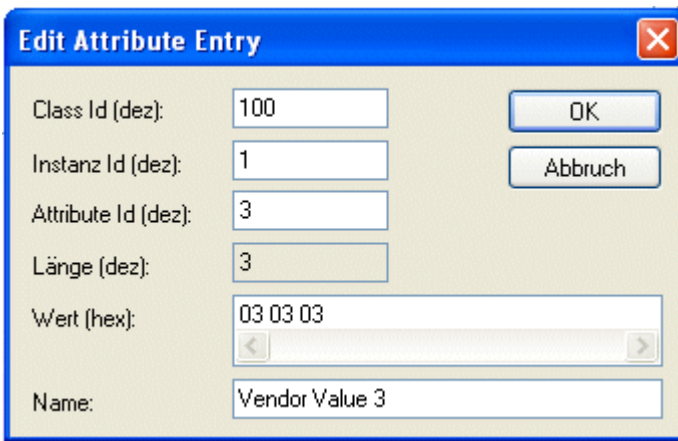 Edit Attribute Entry
Class Id (dez): 100 OK
Instanz Id (dez): 1 Abbruch
Attribute Id (dez): 3
Länge (dez): 3
Wert (hex): 03 03 03
Name: Vendor Value 3